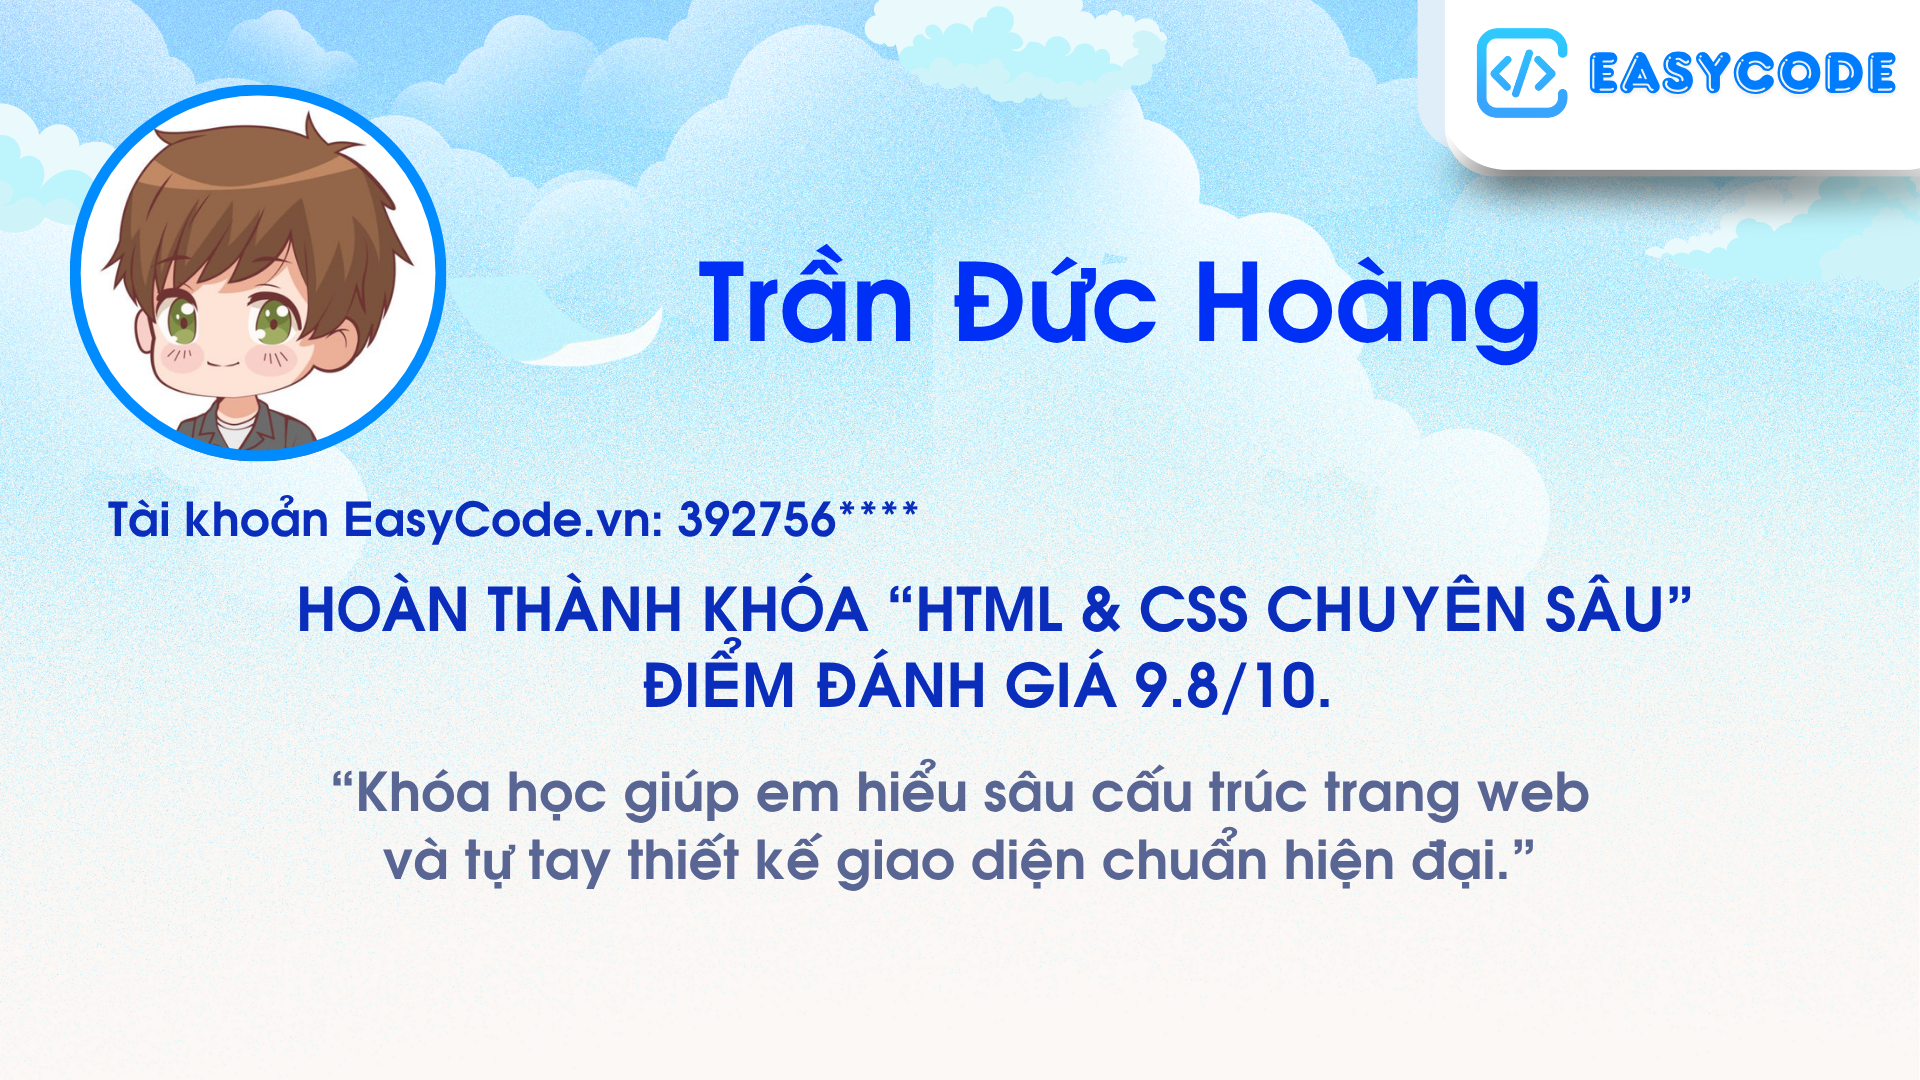 EASYCODE
Trần Đức Hoàng
Tài khoản EasyCode.vn: 392756****
HOÀN THÀNH KHÓA “HTML & CSS CHUYÊN SÂU”
ĐIỂM ĐÁNH GIÁ 9.8/10.
“Khóa học giúp em hiểu sâu cấu trúc trang web
và tự tay thiết kế giao diện chuẩn hiện đại.”